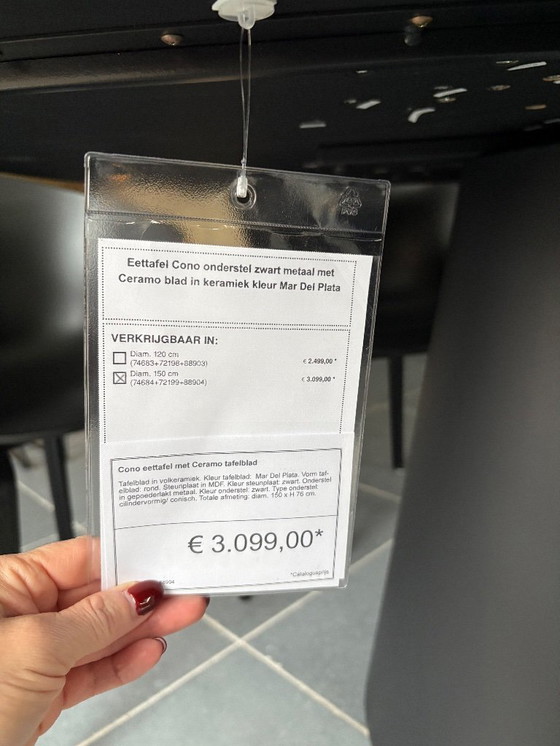 Eettafel Cono onderstel zwart metaal met
Ceramo blad in keramiek kleur Mar Del Plata
VERKRIJGBAAR IN:
Diam. 120 cm
(74683+72198+88903) € 2.499,00 *
Diam. 150 cm
(74684+72199+88904) € 3.099,00 *
Cono eettafel met Ceramo tafelblad
Tafelblad in volkeramiek. Kleur tafelblad: Mar Del Plata. Vorm taf-
elblad: rond. Steunplaat in MDF. Kleur steunplaat: zwart. Onderstel
in gepoederlakt metaal. Kleur onderstel: zwart. Type onderstel:
cilindervormig/ conisch. Totale afmeting: diam. 150 x H 76 cm.
€ 3.099,00*
*Catalogusprijs